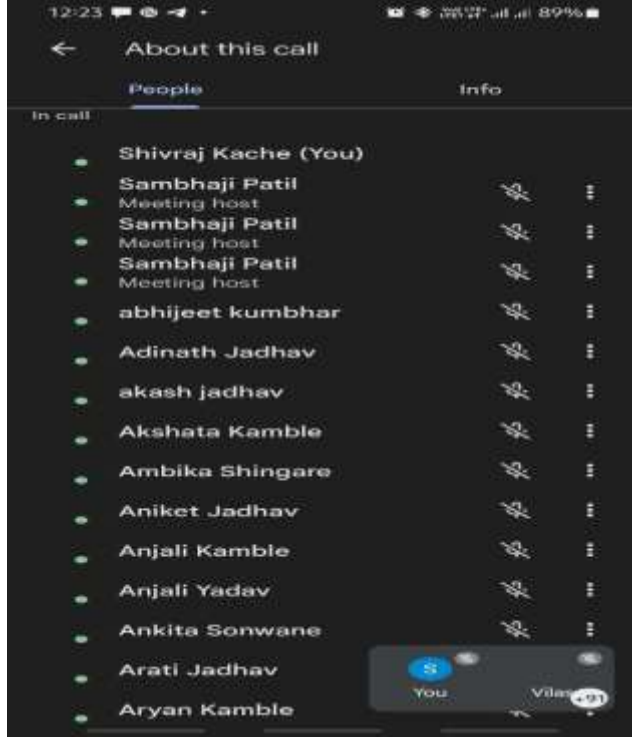 12:23 89%
About this call
People Info
In call
Shivraj Kache (You)
Sambhaji Patil
Meeting host
Sambhaji Patil
Meeting host
Sambhaji Patil
Meeting host
abhijeet kumbhar
Adinath Jadhav
akash jadhav
Akshata Kamble
Ambika Shingare
Aniket Jadhav
Anjali Kamble
Anjali Yadav
Ankita Sonwane
Arati Jadhav
S
You Vilas +91
Aryan Kamble